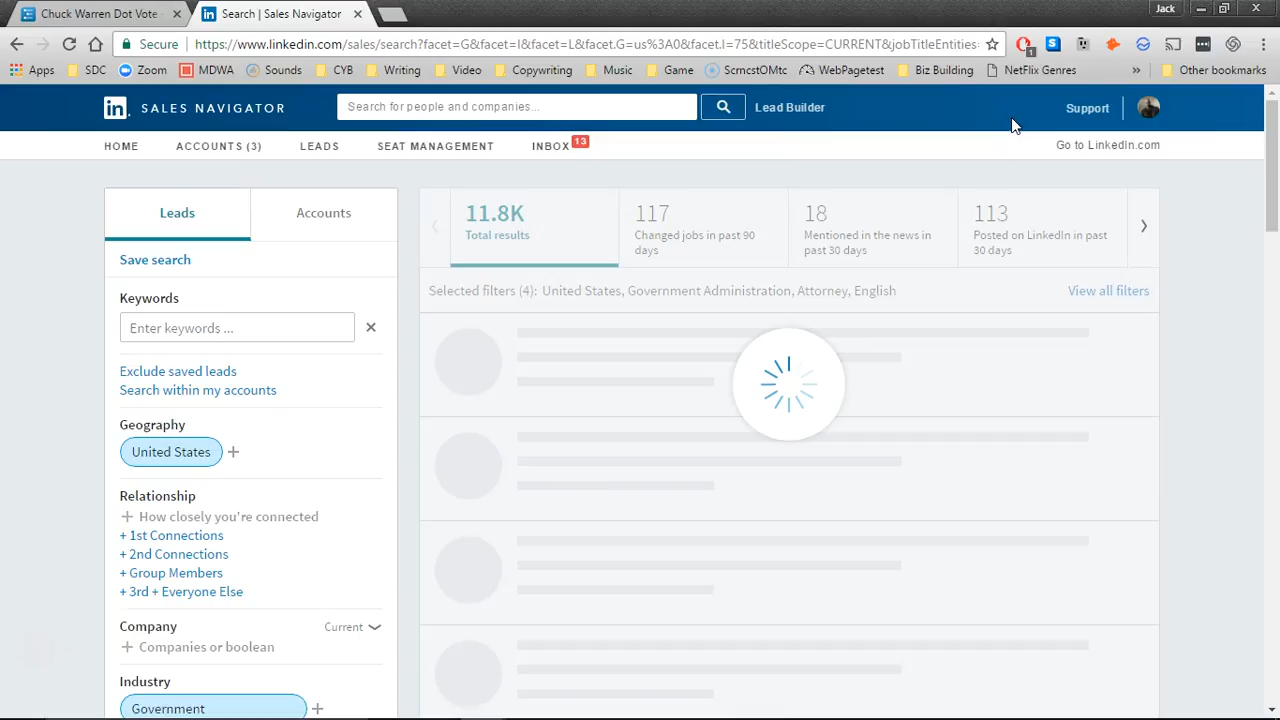 Chuck Warren Dot Vote
Search | Sales Navigator
Jack
Secure
https://www.linkedin.com/sales/search?facet=G&facet=I&facet=L&facet.G=us%3A0&facet.I=75&titleScope=CURRENT&jobTitleEntities=
1
Apps
SDC
Zoom
MDWA
Sounds
CYB
Writing
Video
Copywriting
Music
Game
ScmcstOMtc
WebPagetest
Biz Building
NetFlix Genres
»
Other bookmarks
in
SALES NAVIGATOR
Search for people and companies...
Lead Builder
Support
HOME
ACCOUNTS (3)
LEADS
SEAT MANAGEMENT
INBOX
13
Go to LinkedIn.com
Leads
Accounts
Save search
Keywords
Enter keywords ...
Exclude saved leads
Search within my accounts
Geography
United States
Relationship
+ How closely you're connected
+ 1st Connections
+ 2nd Connections
+ Group Members
+ 3rd + Everyone Else
Company
Current
+ Companies or boolean
Industry
Government
11.8K
Total results
117
Changed jobs in past 90
days
18
Mentioned in the news in
past 30 days
113
Posted on LinkedIn in past
30 days
Selected filters (4): United States, Government Administration, Attorney, English
View all filters